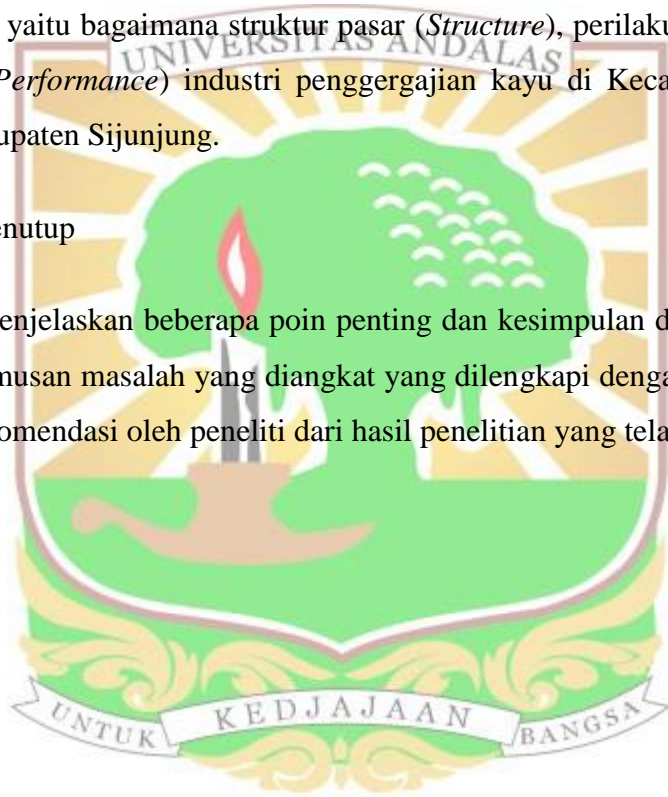 yaitu bagaimana struktur pasar (Structure), perilaku
UNIVERSITAS ANDALAS
Performance) industri penggergajian kayu di Keca
upaten Sijunjung.
enutup
enjelaskan beberapa poin penting dan kesimpulan d
musan masalah yang diangkat yang dilengkapi denga
omendasi oleh peneliti dari hasil penelitian yang tela
UNTUK KEDJAJAAN BANGSA